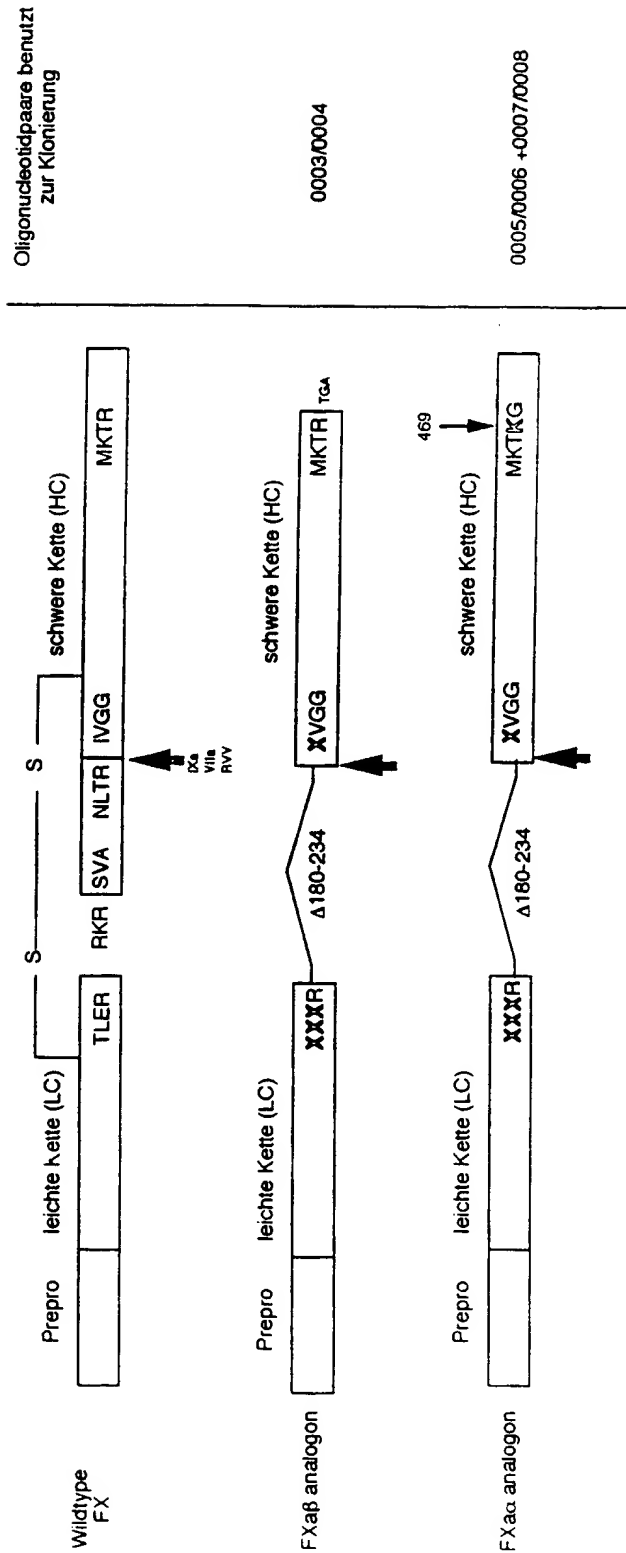 Oligonucleotidpaare benutzt
zur Klonierung
Wildtype
FX
Prepro
leichte Kette (LC)
TLER
S
S
RKR
SVA
NLTR
IVGG
schwere Kette (HC)
MKTR
IXa
VIIa
RVV
FXaβ analogon
Prepro
leichte Kette (LC)
XXXR
Δ180-234
XVGG
schwere Kette (HC)
MKTR
TGA
0003/0004
FXaα analogon
Prepro
leichte Kette (LC)
XXXR
Δ180-234
XVGG
schwere Kette (HC)
469
MKTKG
0005/0006 +0007/0008